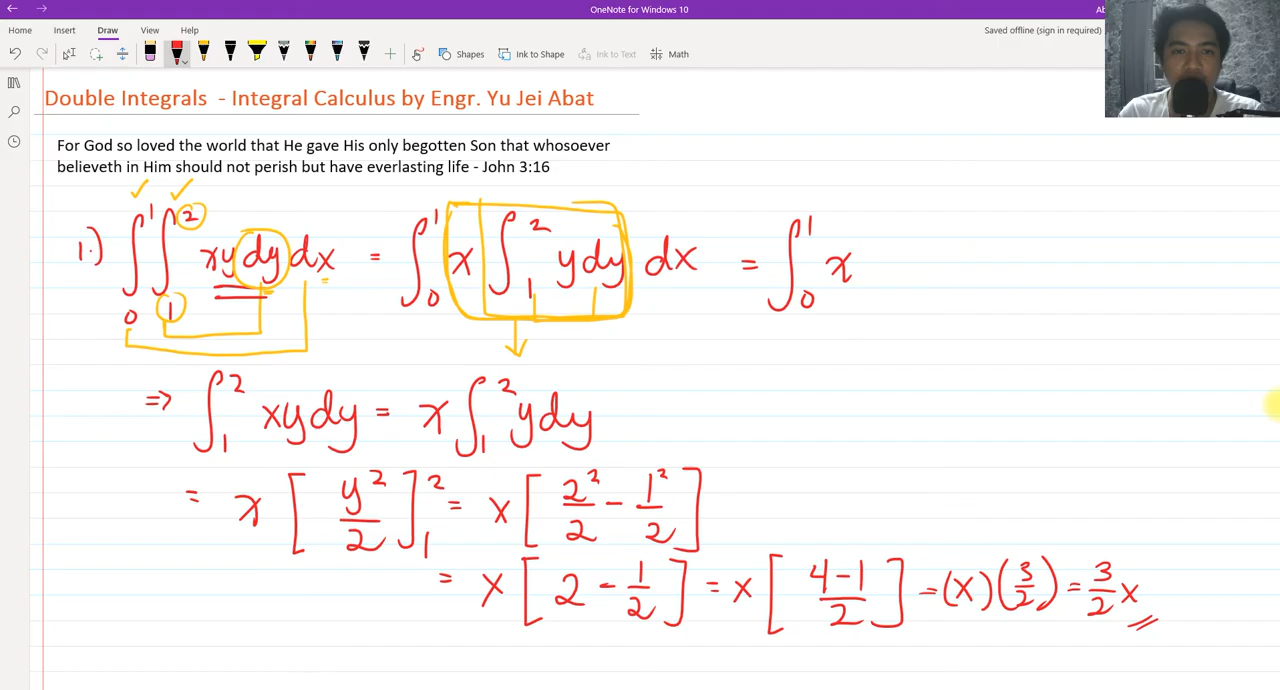 OneNote for Windows 10
Ab
Home Insert Draw View Help
Saved offline (sign in required)
Shapes Ink to Shape Ink to Text Math
Double Integrals - Integral Calculus by Engr. Yu Jei Abat
For God so loved the world that He gave His only begotten Son that whosoever
believeth in Him should not perish but have everlasting life - John 3:16
1.) ∫₀¹ ∫₁² xy dy dx = ∫₀¹ x ∫₁² y dy dx = ∫₀¹ x
⇒ ∫₁² xy dy = x ∫₁² y dy
= x [ y²/2 ]₁² = x [ 2²/2 - 1²/2 ]
= x [ 2 - 1/2 ] = x [ (4-1)/2 ] = (x)(3/2) = 3/2 x